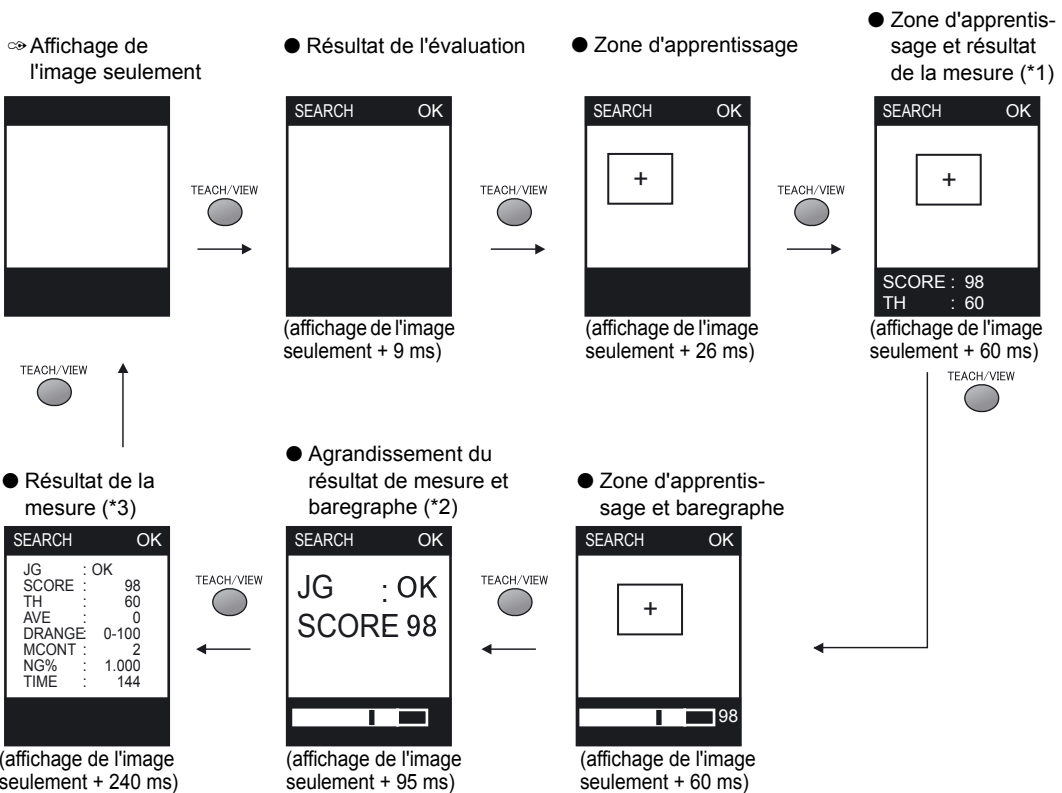 Affichage de
l'image seulement
● Résultat de l'évaluation
● Zone d'apprentissage
● Zone d'apprentis-
sage et résultat
de la mesure (*1)
SEARCH OK
SEARCH OK
+
SEARCH OK
+
SCORE : 98
TH : 60
TEACH/VIEW
TEACH/VIEW
TEACH/VIEW
(affichage de l'image
seulement + 9 ms)
(affichage de l'image
seulement + 26 ms)
(affichage de l'image
seulement + 60 ms)
TEACH/VIEW
TEACH/VIEW
● Résultat de la
mesure (*3)
● Agrandissement du
résultat de mesure et
baregraphe (*2)
● Zone d'apprentis-
sage et baregraphe
SEARCH OK
JG : OK
SCORE : 98
TH : 60
AVE : 0
DRANGE: 0-100
MCONT : 2
NG% : 1.000
TIME : 144
TEACH/VIEW
SEARCH OK
JG : OK
SCORE 98
TEACH/VIEW
SEARCH OK
+
98
(affichage de l'image
seulement + 240 ms)
(affichage de l'image
seulement + 95 ms)
(affichage de l'image
seulement + 60 ms)